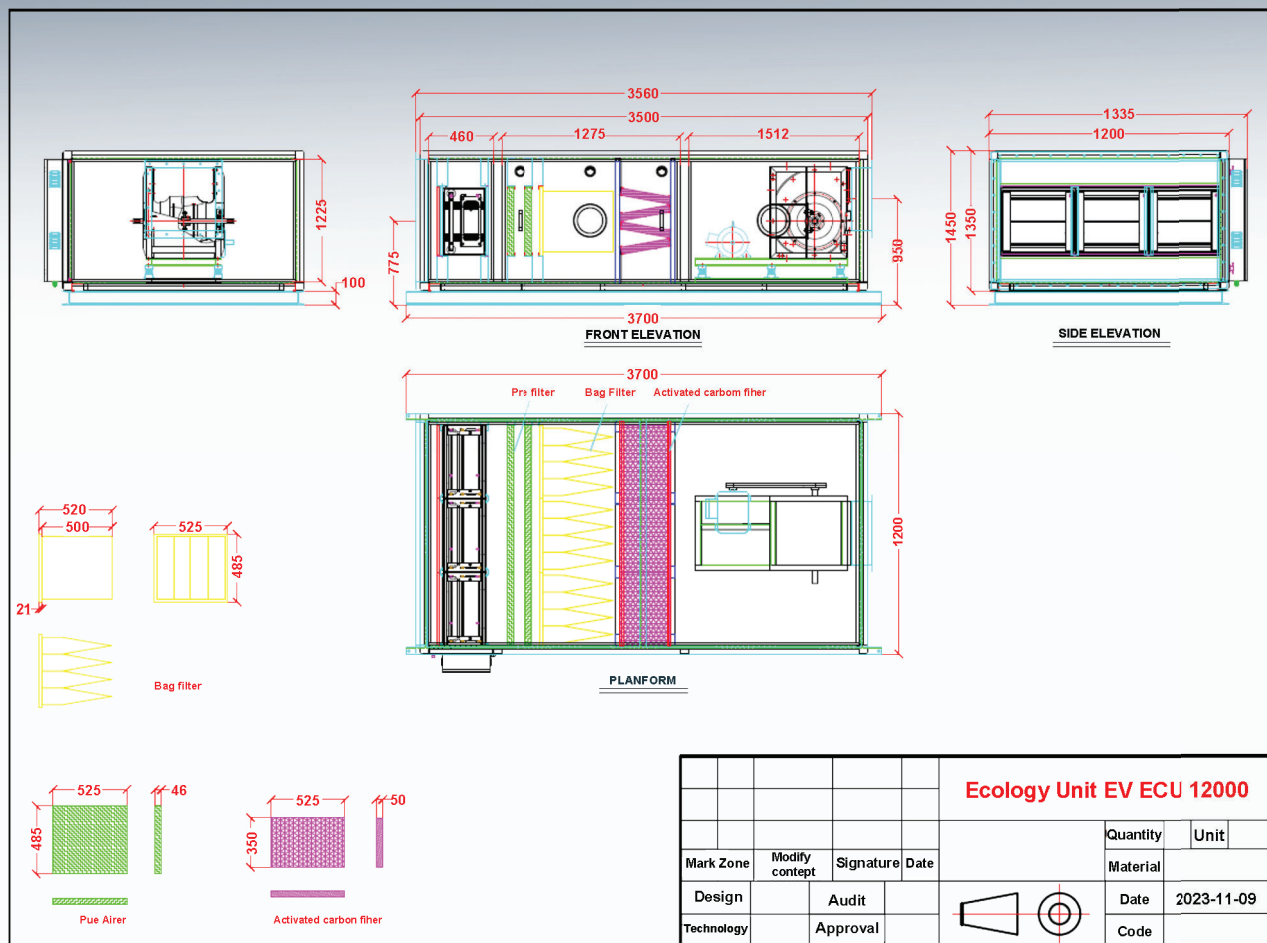 3560
3500
460
1275
1512
1335
1200
1225
100
775
950
1450
1350
3700
FRONT ELEVATION
SIDE ELEVATION
3700
Pre filter
Bag Filter
Activated carbom fiher
1200
PLANFORM
520
500
525
485
21
Bag filter
525
46
485
Pue Airer
525
50
350
Activated carbon fiher
Ecology Unit EV ECU 12000
Quantity
Unit
Mark Zone
Modify
contept
Signature
Date
Material
Design
Audit
Date
2023-11-09
Technology
Approval
Code